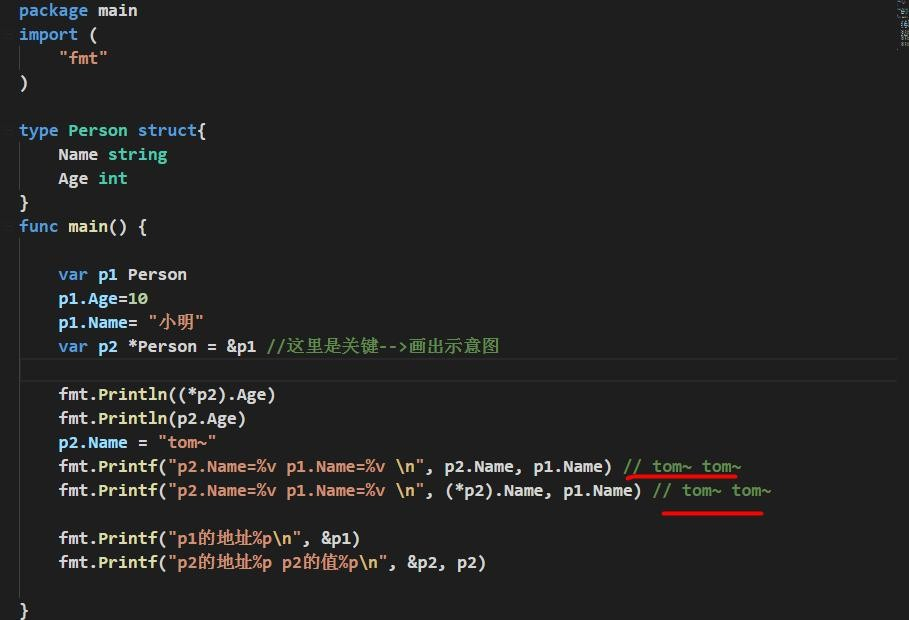 package main
import (
    "fmt"
)
type Person struct{
    Name string
    Age int
}
func main() {
    var p1 Person
    p1.Age=10
    p1.Name= "小明"
    var p2 *Person = &p1 //这里是关键-->画出示意图
    fmt.Println((*p2).Age)
    fmt.Println(p2.Age)
    p2.Name = "tom~"
    fmt.Printf("p2.Name=%v p1.Name=%v \n", p2.Name, p1.Name) // tom~ tom~
    fmt.Printf("p2.Name=%v p1.Name=%v \n", (*p2).Name, p1.Name) // tom~ tom~
    fmt.Printf("p1的地址%p\n", &p1)
    fmt.Printf("p2的地址%p p2的值%p\n", &p2, p2)
}